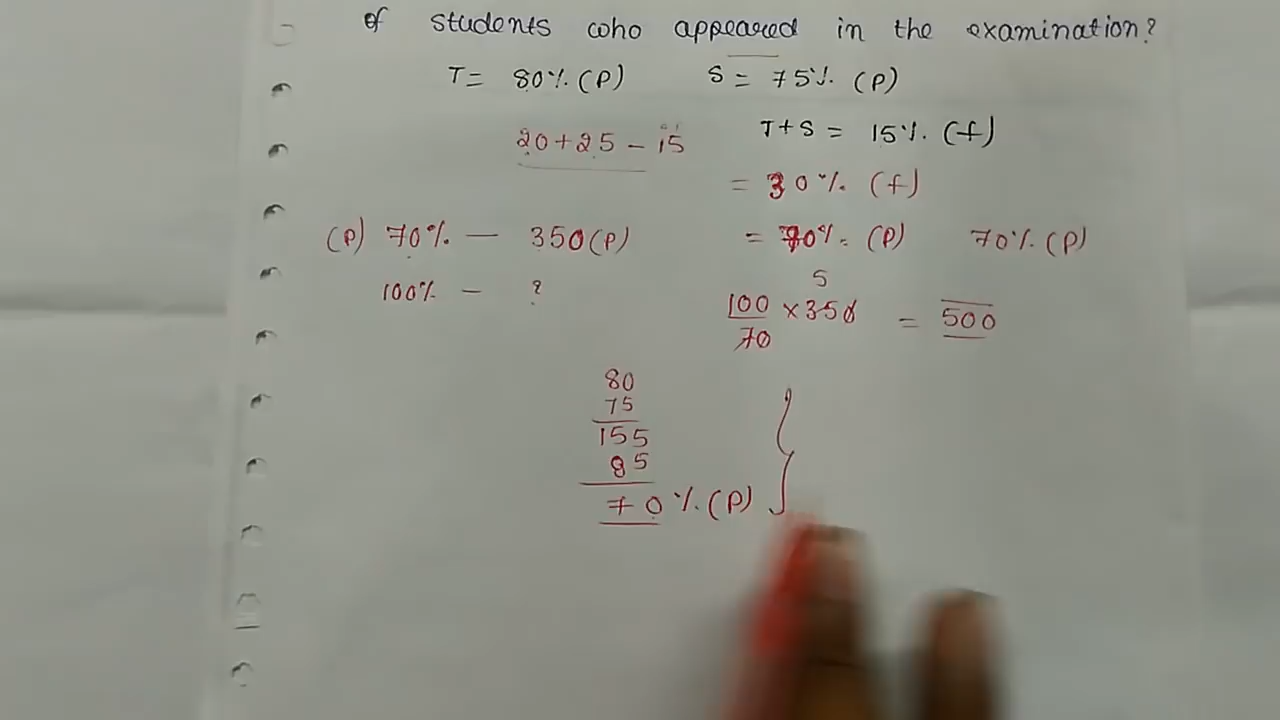 of students who appeared in the examination?
T = 80% (P) S = 75% (P)
20 + 25 - 15 T+S = 15% (f)
= 30% (f)
(P) 70% — 350(P) = 70% (P) 70% (P)
100% — ?
5
100 × 350 = 500
70
80
75
155
85
70% (P)